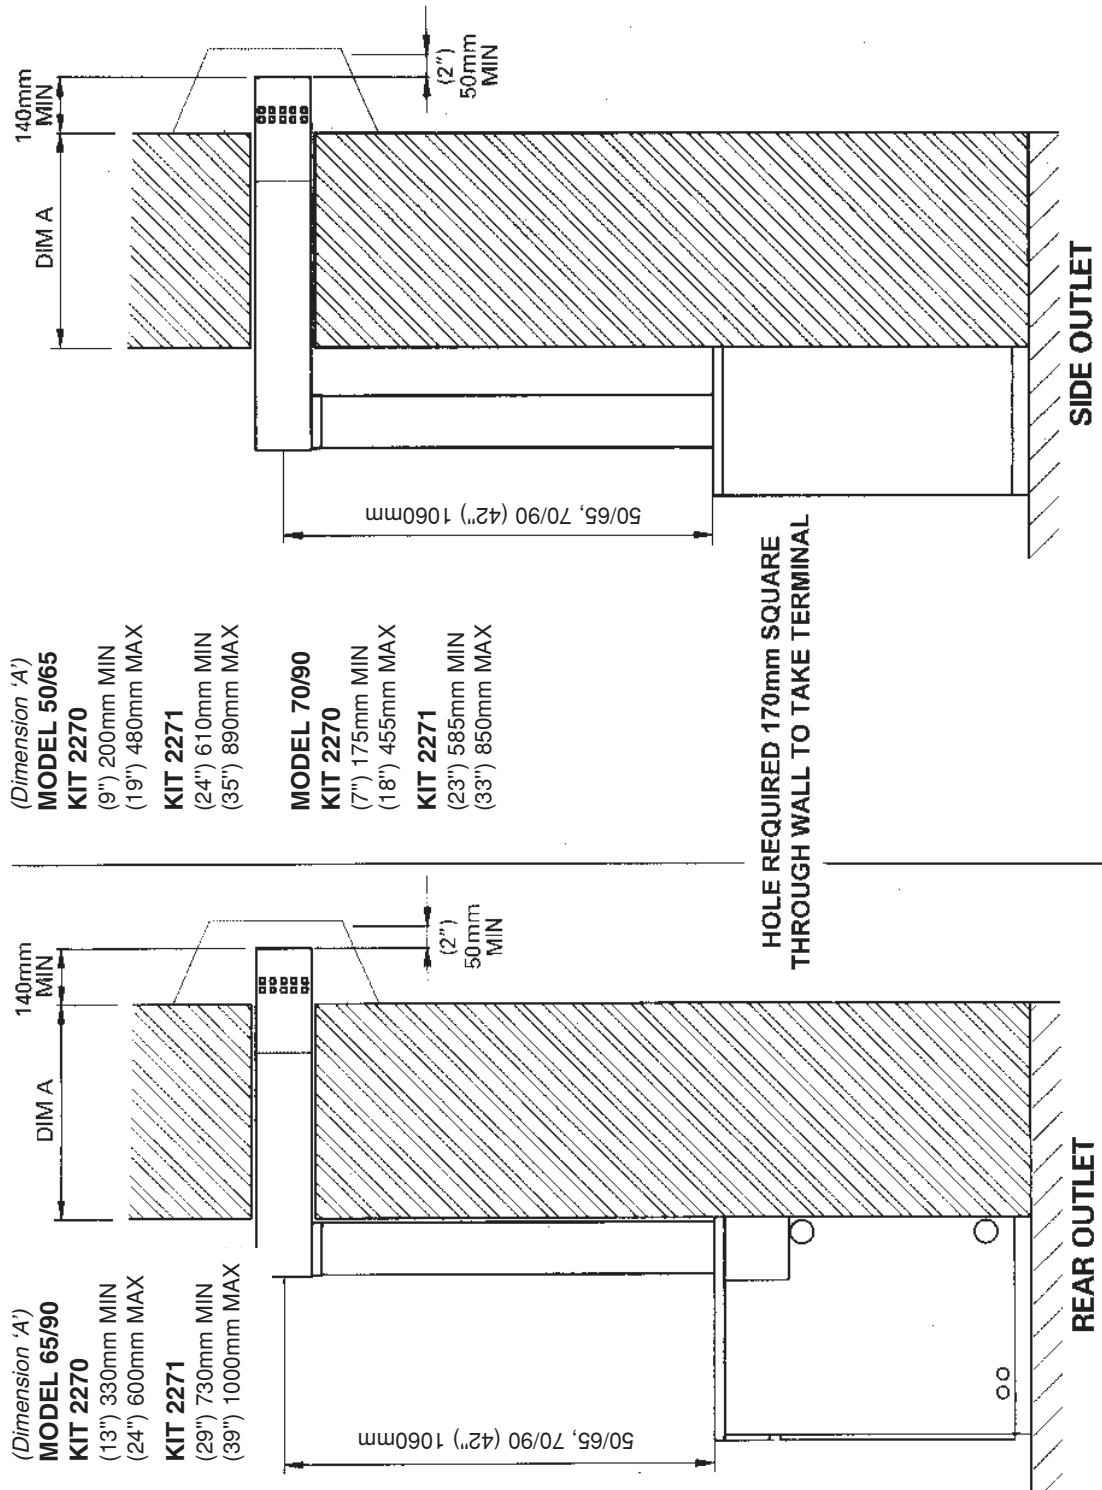 (Dimension 'A')
MODEL 65/90
KIT 2270
(13") 330mm MIN
(24") 600mm MAX
KIT 2271
(29") 730mm MIN
(39") 1000mm MAX
DIM A
140mm
MIN
(2")
50mm
MIN
50/65, 70/90 (42") 1060mm
REAR OUTLET
(Dimension 'A')
MODEL 50/65
KIT 2270
(9") 200mm MIN
(19") 480mm MAX
KIT 2271
(24") 610mm MIN
(35") 890mm MAX
MODEL 70/90
KIT 2270
(7") 175mm MIN
(18") 455mm MAX
KIT 2271
(23") 585mm MIN
(33") 850mm MAX
HOLE REQUIRED 170mm SQUARE
THROUGH WALL TO TAKE TERMINAL
DIM A
140mm
MIN
(2")
50mm
MIN
50/65, 70/90 (42") 1060mm
SIDE OUTLET